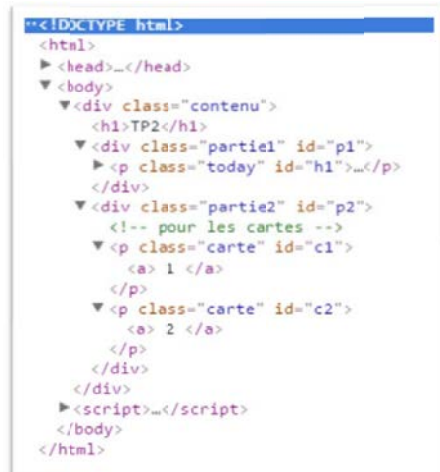 <!DOCTYPE html>
<html>
▶ <head>…</head>
▼ <body>
▼<div class="contenu">
<h1>TP2</h1>
▼<div class="partie1" id="p1">
▶ <p class="today" id="h1">…</p>
</div>
▼<div class="partie2" id="p2">
<!-- pour les cartes -->
▼<p class="carte" id="c1">
<a> 1 </a>
</p>
▼<p class="carte" id="c2">
<a> 2 </a>
</p>
</div>
</div>
▶<script>…</script>
</body>
</html>